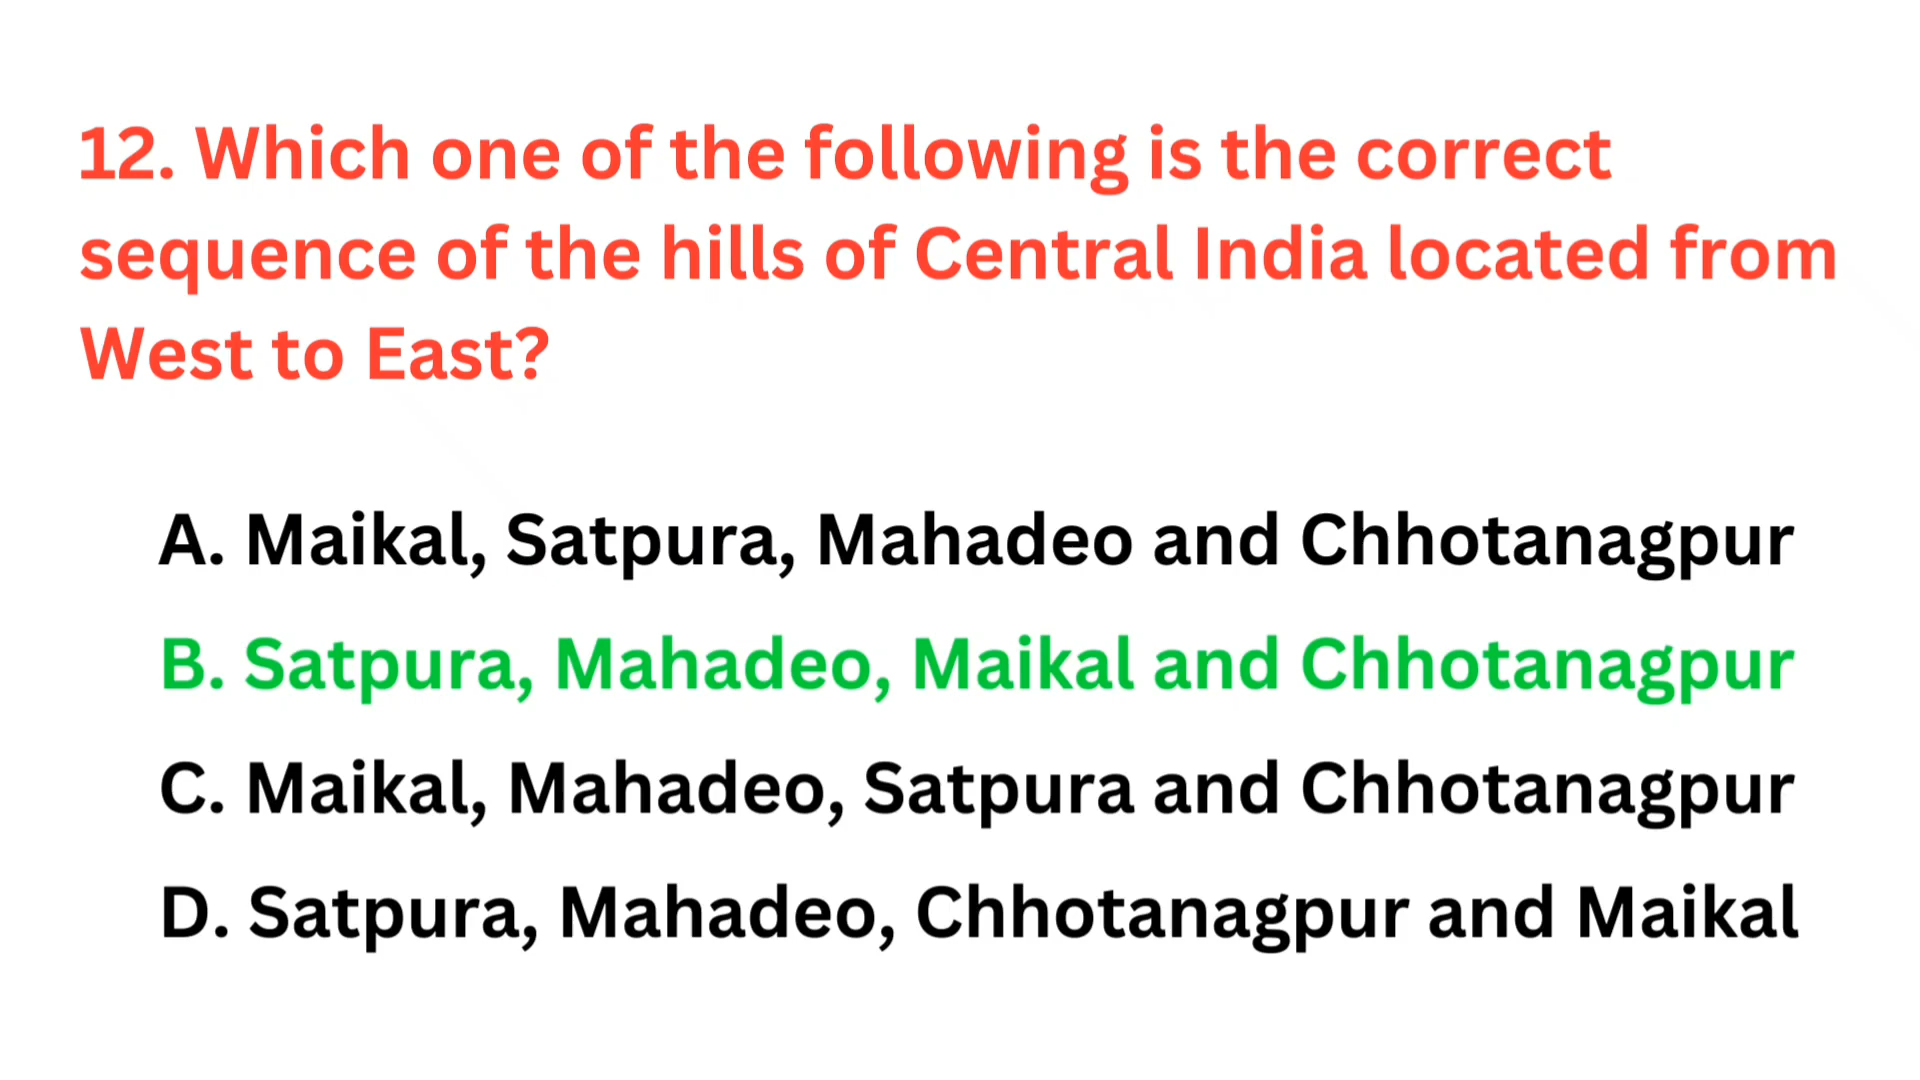 12. Which one of the following is the correct
sequence of the hills of Central India located from
West to East?
A. Maikal, Satpura, Mahadeo and Chhotanagpur
B. Satpura, Mahadeo, Maikal and Chhotanagpur
C. Maikal, Mahadeo, Satpura and Chhotanagpur
D. Satpura, Mahadeo, Chhotanagpur and Maikal